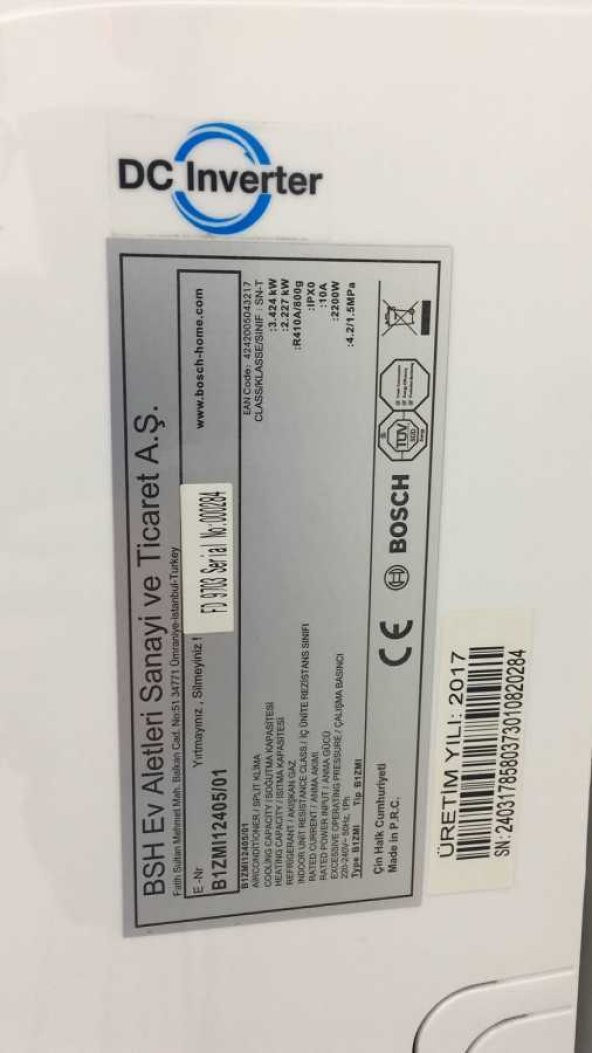 DC Inverter
BSH Ev Aletleri Sanayi ve Ticaret A.Ş.
Fatih Sultan Mehmet Mah. Balkan Cad. No:51 34771 Ümraniye-İstanbul-Turkey
E-Nr Yırtmayınız , Silmeyiniz ! www.bosch-home.com
B1ZMI12405/01 FD 9703 Serial No:000284
B1ZMI12405/01 EAN Code: 4242005043217
AIRCONDITIONER / SPLIT KLİMA CLASS/KLASSE/SINIF : SN-T
COOLING CAPACITY / SOĞUTMA KAPASİTESİ :3.424 kW
HEATING CAPACITY / ISITMA KAPASİTESİ :2.227 kW
REFRIGERANT / AKIŞKAN GAZ :R410A/800g
INDOOR UNIT RESISTANCE CLASS / İÇ ÜNİTE REZİSTANS SINIFI :IPX0
RATED CURRENT / ANMA AKIMI :10A
RATED POWER INPUT / ANMA GÜCÜ :2200W
EXCESSIVE OPERATING PRESSURE / ÇALIŞMA BASINCI :4.2/1.5MPa
220-240V~ 50Hz, 1Ph
Type B1ZMI Tip B1ZMI
Çin Halk Cumhuriyeti
Made in P.R.C.
CE BOSCH
TÜV
SGD
ÜRETİM YILI: 2017
SN: 2403178580373010820284